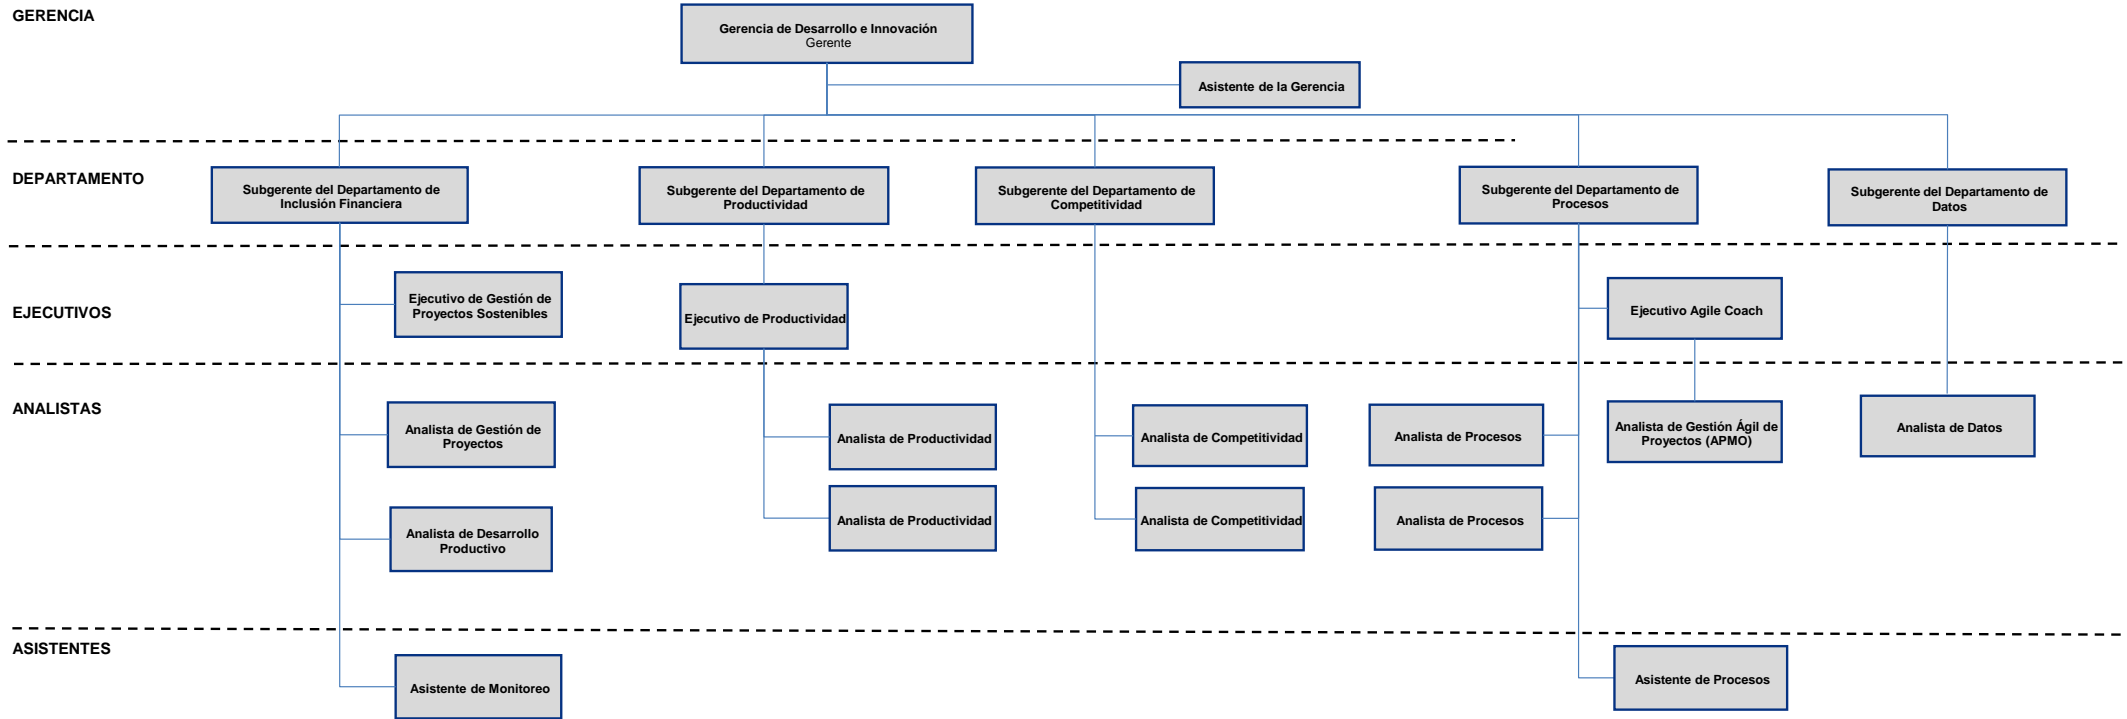 GERENCIA
Gerencia de Desarrollo e Innovación
Gerente
Asistente de la Gerencia
DEPARTAMENTO
Subgerente del Departamento de
Inclusión Financiera
Subgerente del Departamento de
Productividad
Subgerente del Departamento de
Competitividad
Subgerente del Departamento de
Procesos
Subgerente del Departamento de
Datos
EJECUTIVOS
Ejecutivo de Gestión de
Proyectos Sostenibles
Ejecutivo de Productividad
Ejecutivo Agile Coach
ANALISTAS
Analista de Gestión de
Proyectos
Analista de Productividad
Analista de Competitividad
Analista de Procesos
Analista de Gestión Ágil de
Proyectos (APMO)
Analista de Datos
Analista de Desarrollo
Productivo
Analista de Productividad
Analista de Competitividad
Analista de Procesos
ASISTENTES
Asistente de Monitoreo
Asistente de Procesos